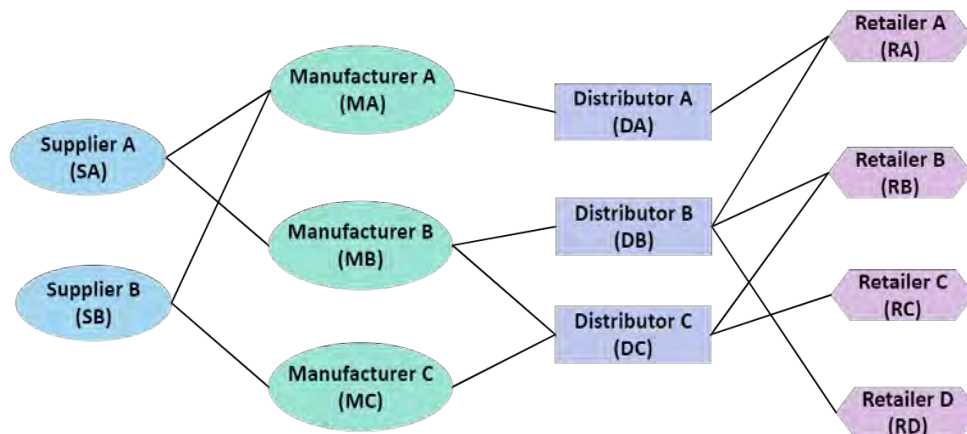 Supplier A
(SA)
Supplier B
(SB)
Manufacturer A
(MA)
Manufacturer B
(MB)
Manufacturer C
(MC)
Distributor A
(DA)
Distributor B
(DB)
Distributor C
(DC)
Retailer A
(RA)
Retailer B
(RB)
Retailer C
(RC)
Retailer D
(RD)